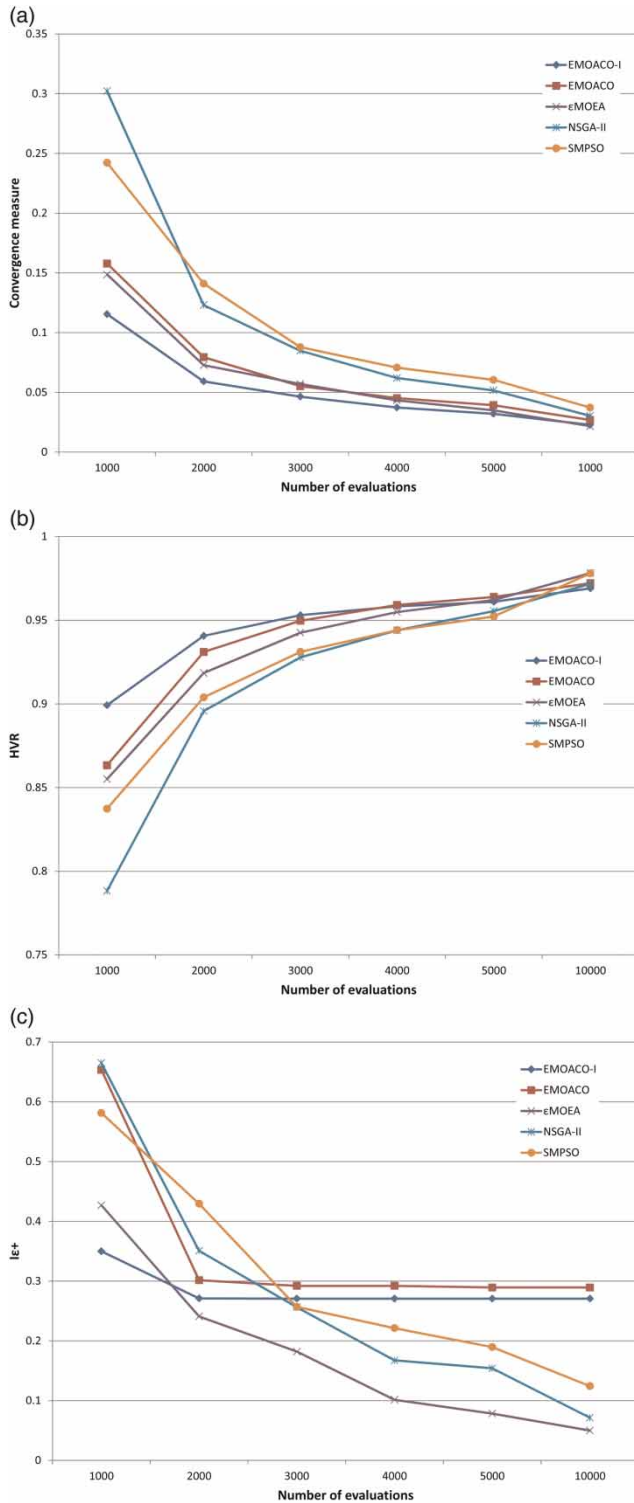 (a)
0.35
0.3
0.25
0.2
0.15
0.1
0.05
0
Convergence measure
EMOACO-I
EMOACO
εMOEA
NSGA-II
SMPSO
1000 2000 3000 4000 5000 1000
Number of evaluations
(b)
1
0.95
0.9
0.85
0.8
0.75
HVR
EMOACO-I
EMOACO
εMOEA
NSGA-II
SMPSO
1000 2000 3000 4000 5000 10000
Number of evaluations
(c)
0.7
0.6
0.5
0.4
0.3
0.2
0.1
0
Iε+
EMOACO-I
EMOACO
εMOEA
NSGA-II
SMPSO
1000 2000 3000 4000 5000 10000
Number of evaluations